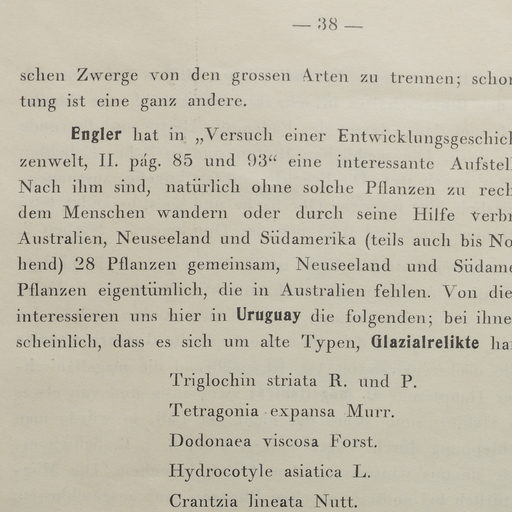 — 38 —
schen Zwerge von den grossen Arten zu trennen; schon
tung ist eine ganz andere.
Engler hat in „Versuch einer Entwicklungsgeschich
zenwelt, II. pág. 85 und 93“ eine interessante Aufstel
Nach ihm sind, natürlich ohne solche Pflanzen zu rech
dem Menschen wandern oder durch seine Hilfe verbr
Australien, Neuseeland und Südamerika (teils auch bis No
hend) 28 Pflanzen gemeinsam, Neuseeland und Südame
Pflanzen eigentümlich, die in Australien fehlen. Von die
interessieren uns hier in Uruguay die folgenden; bei ihne
scheinlich, dass es sich um alte Typen, Glazialrelikte ha
Triglochin striata R. und P.
Tetragonia expansa Murr.
Dodonaea viscosa Forst.
Hydrocotyle asiatica L.
Crantzia lineata Nutt.